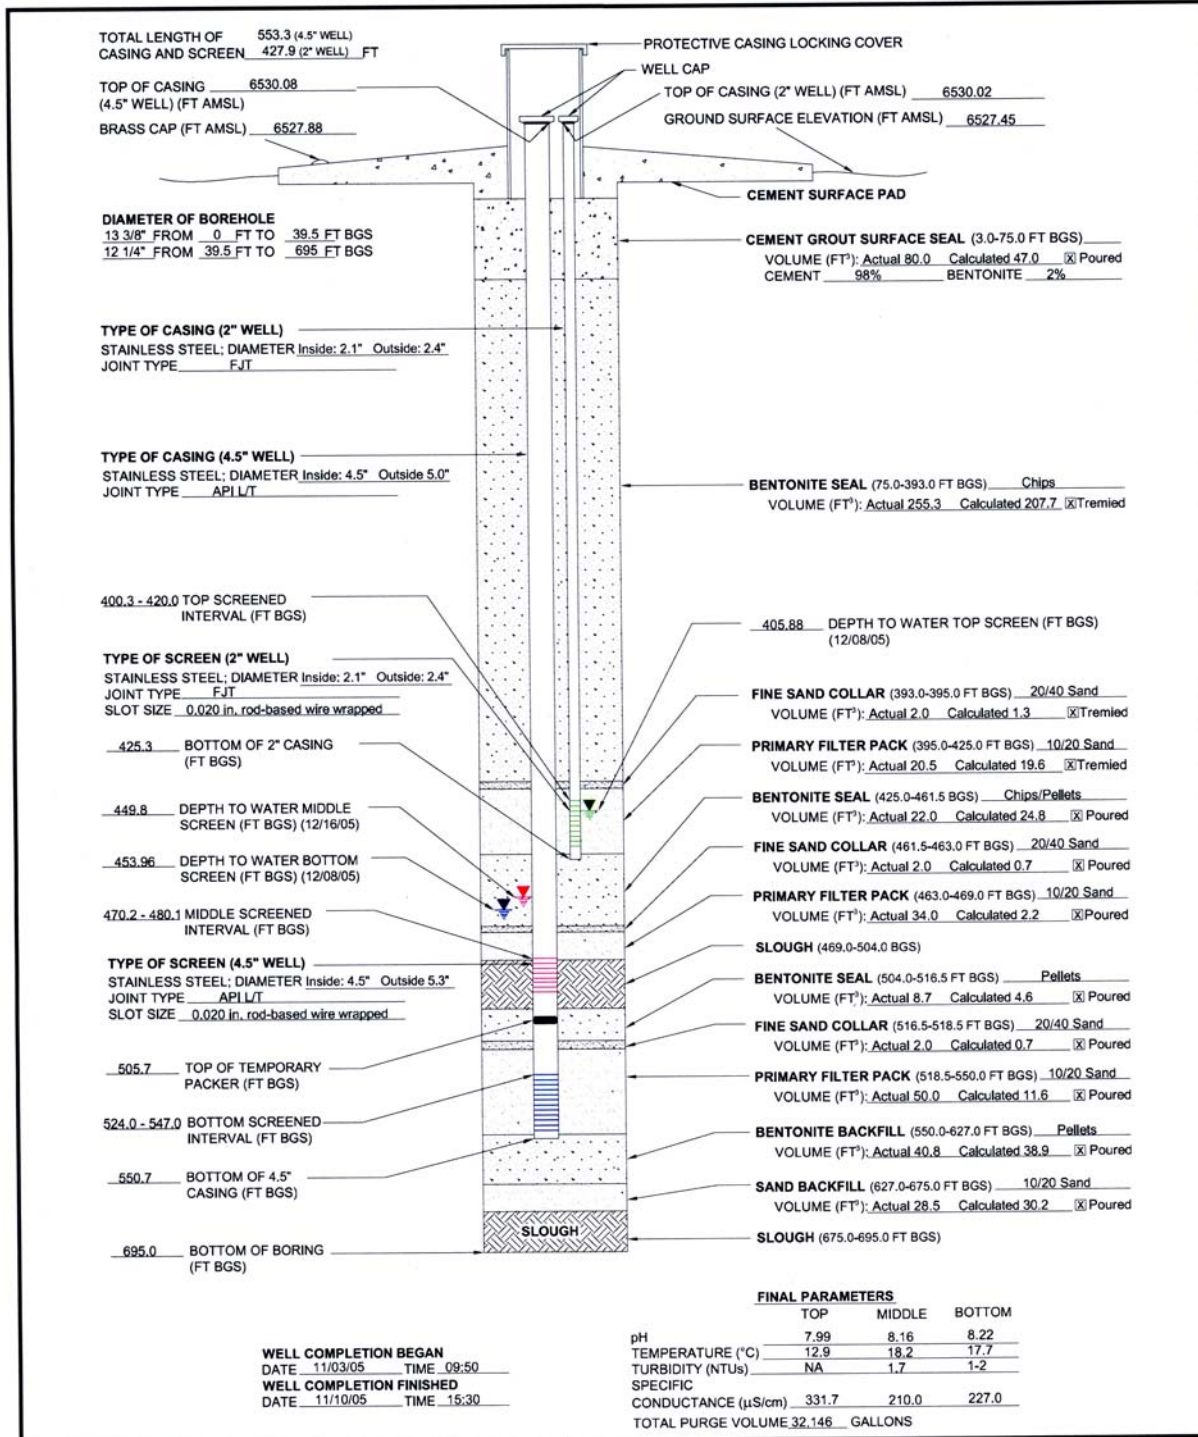 TOTAL LENGTH OF 553.3 (4.5" WELL)
CASING AND SCREEN 427.9 (2" WELL) FT
TOP OF CASING 6530.08
(4.5" WELL) (FT AMSL)
BRASS CAP (FT AMSL) 6527.88
PROTECTIVE CASING LOCKING COVER
WELL CAP
TOP OF CASING (2" WELL) (FT AMSL) 6530.02
GROUND SURFACE ELEVATION (FT AMSL) 6527.45
CEMENT SURFACE PAD
DIAMETER OF BOREHOLE
13 3/8" FROM 0 FT TO 39.5 FT BGS
12 1/4" FROM 39.5 FT TO 695 FT BGS
CEMENT GROUT SURFACE SEAL (3.0-75.0 FT BGS)
VOLUME (FT³): Actual 80.0 Calculated 47.0 ☒ Poured
CEMENT 98% BENTONITE 2%
TYPE OF CASING (2" WELL)
STAINLESS STEEL; DIAMETER Inside: 2.1" Outside: 2.4"
JOINT TYPE FJT
TYPE OF CASING (4.5" WELL)
STAINLESS STEEL; DIAMETER Inside: 4.5" Outside 5.0"
JOINT TYPE API L/T
BENTONITE SEAL (75.0-393.0 FT BGS) Chips
VOLUME (FT³): Actual 255.3 Calculated 207.7 ☒ Tremied
400.3 - 420.0 TOP SCREENED
INTERVAL (FT BGS)
405.88 DEPTH TO WATER TOP SCREEN (FT BGS)
(12/08/05)
TYPE OF SCREEN (2" WELL)
STAINLESS STEEL; DIAMETER Inside: 2.1" Outside: 2.4"
JOINT TYPE FJT
SLOT SIZE 0.020 in. rod-based wire wrapped
FINE SAND COLLAR (393.0-395.0 FT BGS) 20/40 Sand
VOLUME (FT³): Actual 2.0 Calculated 1.3 ☒ Tremied
425.3 BOTTOM OF 2" CASING
(FT BGS)
PRIMARY FILTER PACK (395.0-425.0 FT BGS) 10/20 Sand
VOLUME (FT³): Actual 20.5 Calculated 19.6 ☒ Tremied
449.8 DEPTH TO WATER MIDDLE
SCREEN (FT BGS) (12/16/05)
BENTONITE SEAL (425.0-461.5 BGS) Chips/Pellets
VOLUME (FT³): Actual 22.0 Calculated 24.8 ☒ Poured
453.96 DEPTH TO WATER BOTTOM
SCREEN (FT BGS) (12/08/05)
FINE SAND COLLAR (461.5-463.0 FT BGS) 20/40 Sand
VOLUME (FT³): Actual 2.0 Calculated 0.7 ☒ Poured
470.2 - 480.1 MIDDLE SCREENED
INTERVAL (FT BGS)
PRIMARY FILTER PACK (463.0-469.0 FT BGS) 10/20 Sand
VOLUME (FT³): Actual 34.0 Calculated 2.2 ☒ Poured
SLOUGH (469.0-504.0 BGS)
TYPE OF SCREEN (4.5" WELL)
STAINLESS STEEL; DIAMETER Inside: 4.5" Outside 5.3"
JOINT TYPE API L/T
SLOT SIZE 0.020 in. rod-based wire wrapped
BENTONITE SEAL (504.0-516.5 FT BGS) Pellets
VOLUME (FT³): Actual 8.7 Calculated 4.6 ☒ Poured
FINE SAND COLLAR (516.5-518.5 FT BGS) 20/40 Sand
VOLUME (FT³): Actual 2.0 Calculated 0.7 ☒ Poured
505.7 TOP OF TEMPORARY
PACKER (FT BGS)
PRIMARY FILTER PACK (518.5-550.0 FT BGS) 10/20 Sand
VOLUME (FT³): Actual 50.0 Calculated 11.6 ☒ Poured
524.0 - 547.0 BOTTOM SCREENED
INTERVAL (FT BGS)
BENTONITE BACKFILL (550.0-627.0 FT BGS) Pellets
VOLUME (FT³): Actual 40.8 Calculated 38.9 ☒ Poured
550.7 BOTTOM OF 4.5"
CASING (FT BGS)
SAND BACKFILL (627.0-675.0 FT BGS) 10/20 Sand
VOLUME (FT³): Actual 28.5 Calculated 30.2 ☒ Poured
SLOUGH
SLOUGH (675.0-695.0 FT BGS)
695.0 BOTTOM OF BORING
(FT BGS)
WELL COMPLETION BEGAN
DATE 11/03/05 TIME 09:50
WELL COMPLETION FINISHED
DATE 11/10/05 TIME 15:30
FINAL PARAMETERS
TOP MIDDLE BOTTOM
pH 7.99 8.16 8.22
TEMPERATURE (°C) 12.9 18.2 17.7
TURBIDITY (NTUs) NA 1.7 1-2
SPECIFIC
CONDUCTANCE (µS/cm) 331.7 210.0 227.0
TOTAL PURGE VOLUME 32,146 GALLONS